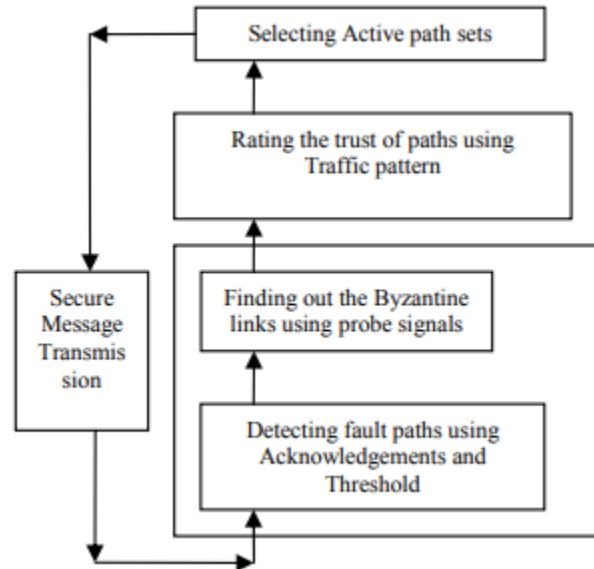 Selecting Active path sets
Rating the trust of paths using
Traffic pattern
Secure
Message
Transmis
sion
Finding out the Byzantine
links using probe signals
Detecting fault paths using
Acknowledgements and
Threshold